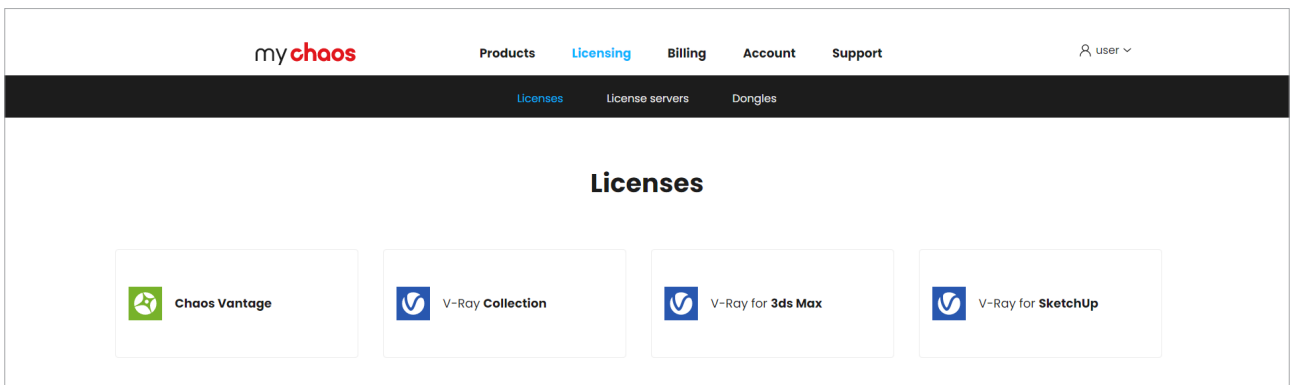 my chaos
Products Licensing Billing Account Support
user
Licenses License servers Dongles
Licenses
Chaos Vantage
V-Ray Collection
V-Ray for 3ds Max
V-Ray for SketchUp